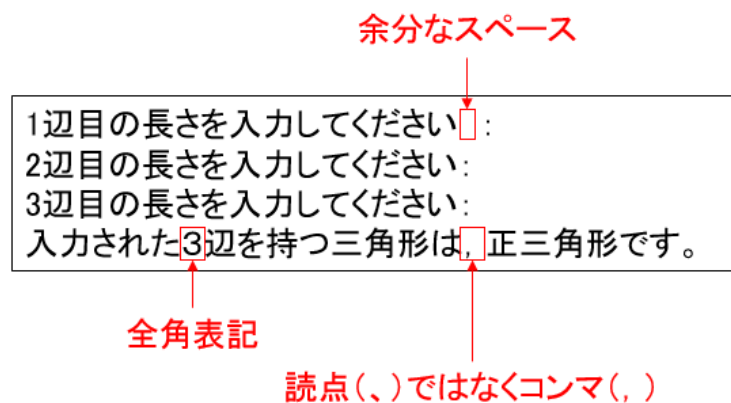 余分なスペース
1辺目の長さを入力してください :
2辺目の長さを入力してください:
3辺目の長さを入力してください:
入力された３辺を持つ三角形は，正三角形です。
全角表記
読点(、)ではなくコンマ(，)